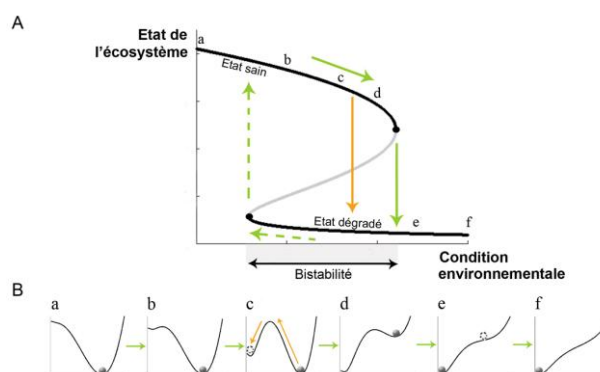 A
Etat de
l'écosystème
a
b
c
d
Etat sain
Etat dégradé
e
f
Bistabilité
Condition
environnementale
B
a
b
c
d
e
f